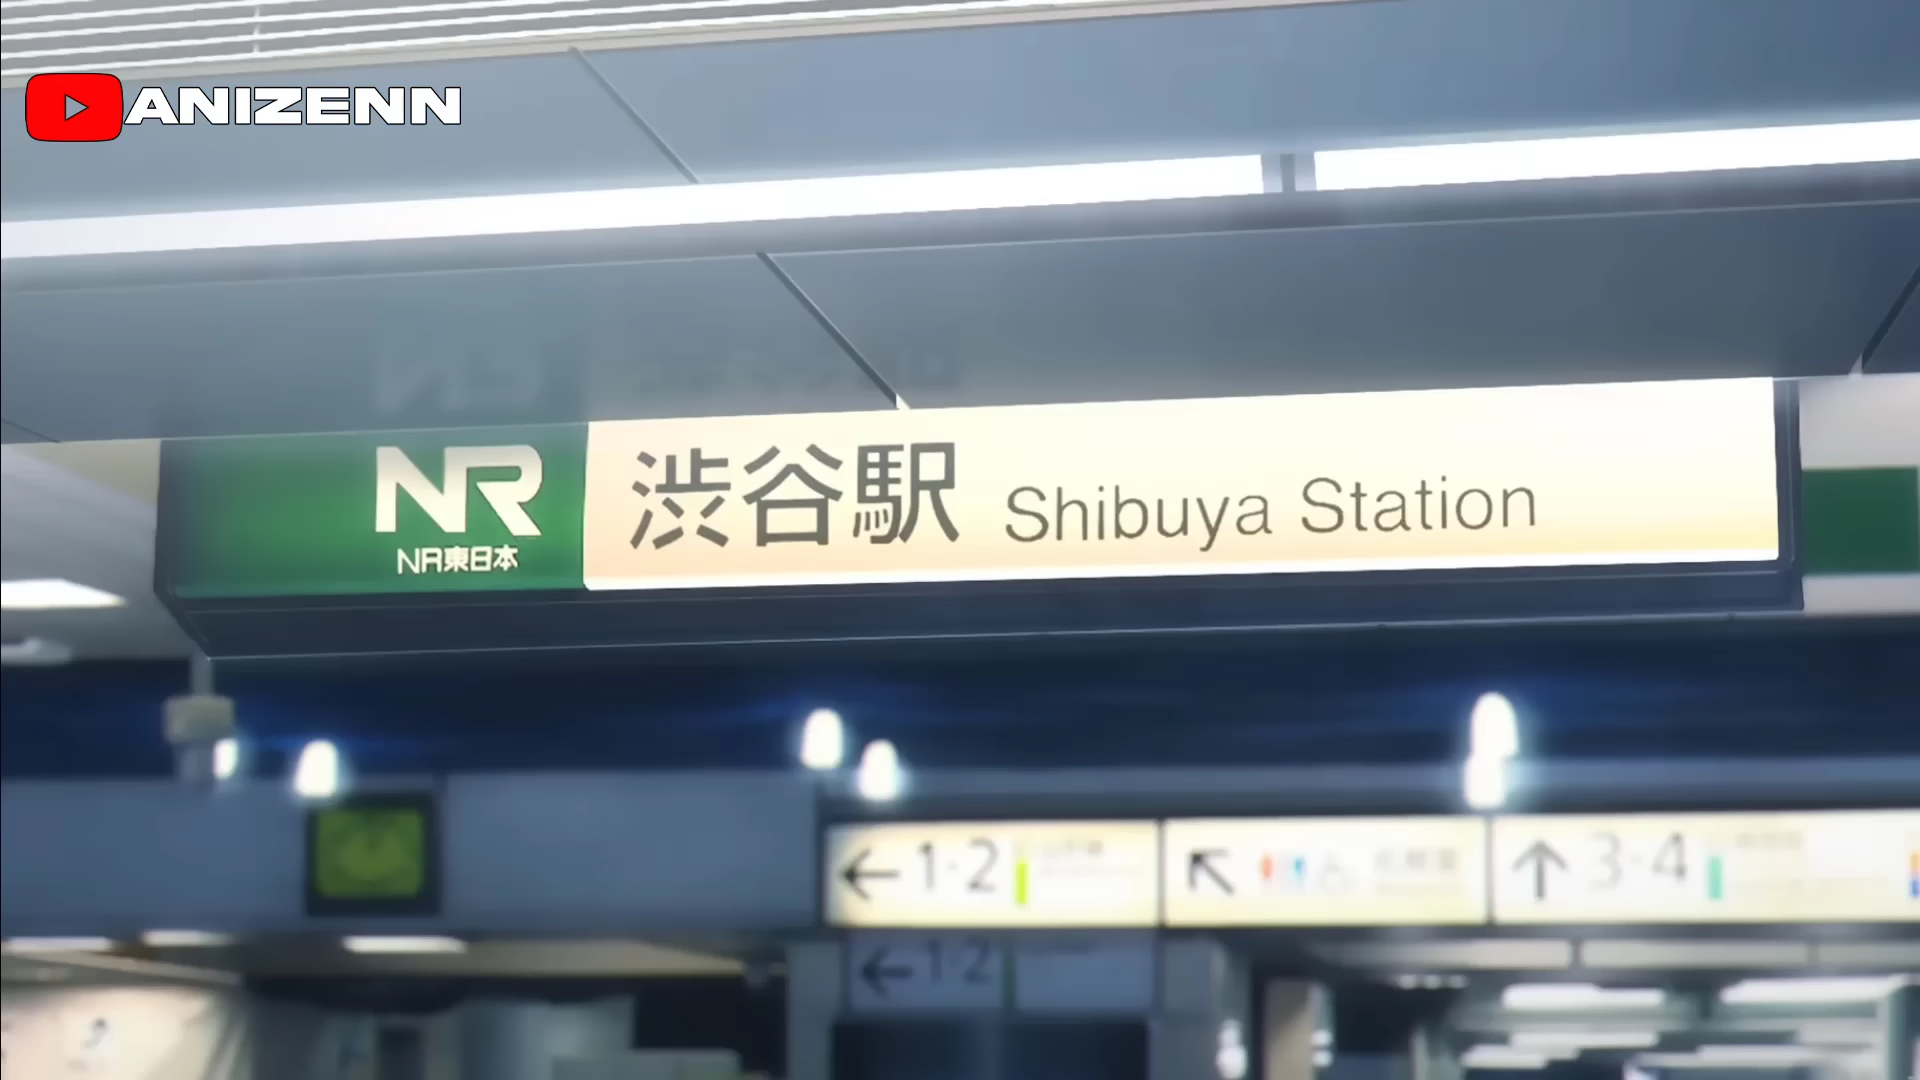 ANIZENN
NR
NR東日本
渋谷駅 Shibuya Station
←1·2
↖
↑3·4
←1·2